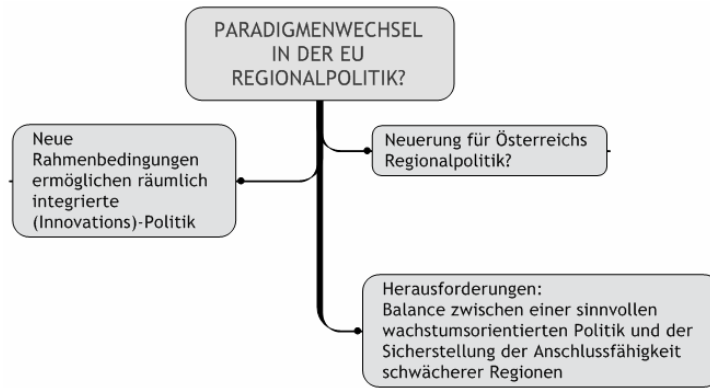 PARADIGMENWECHSEL
IN DER EU
REGIONALPOLITIK?
Neue
Rahmenbedingungen
ermöglichen räumlich
integrierte
(Innovations)-Politik
Neuerung für Österreichs
Regionalpolitik?
Herausforderungen:
Balance zwischen einer sinnvollen
wachstumsorientierten Politik und der
Sicherstellung der Anschlussfähigkeit
schwächerer Regionen